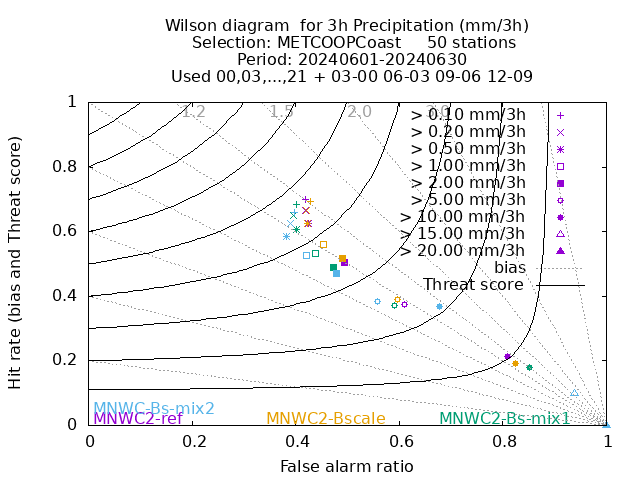 Wilson diagram for 3h Precipitation (mm/3h)
Selection: METCOOPCoast 50 stations
Period: 20240601-20240630
Used 00,03,...,21 + 03-00 06-03 09-06 12-09
Hit rate (bias and Threat score)
1
0.8
0.6
0.4
0.2
0
1.2 1.5 2.0 3.0
> 0.10 mm/3h
> 0.20 mm/3h
> 0.50 mm/3h
> 1.00 mm/3h
> 2.00 mm/3h
> 5.00 mm/3h
> 10.00 mm/3h
> 15.00 mm/3h
> 20.00 mm/3h
bias
Threat score
MNWC-Bs-mix2
MNWC2-ref MNWC2-Bscale MNWC2-Bs-mix1
0 0.2 0.4 0.6 0.8 1
False alarm ratio